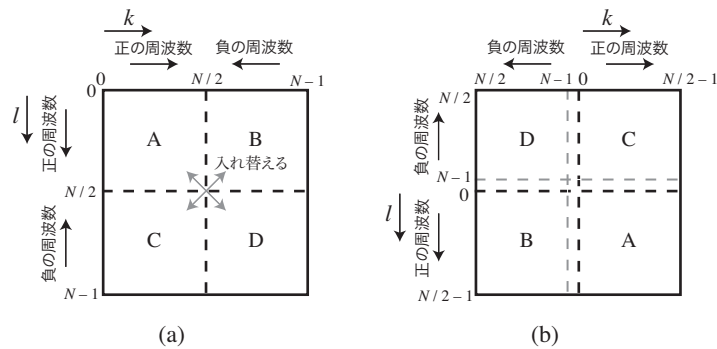 k
正の周波数 負の周波数
0 N/2 N−1
0
l
正の周波数
A B
入れ替える
N/2
負の周波数
C D
N−1
(a)
k
負の周波数 正の周波数
N/2 N−1 0 N/2−1
N/2
負の周波数
D C
N−1
0
l
正の周波数
B A
N/2−1
(b)